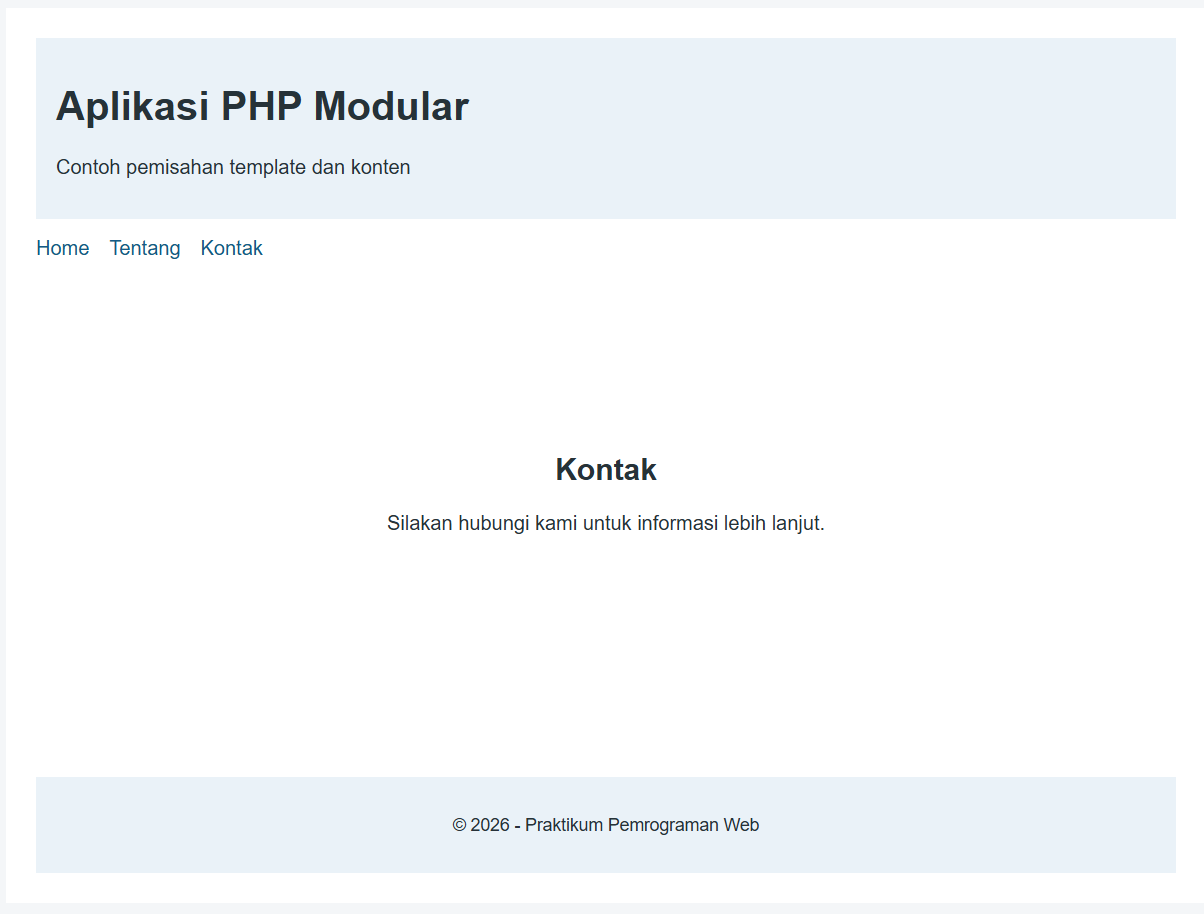 Aplikasi PHP Modular
Contoh pemisahan template dan konten
Home Tentang Kontak
Kontak
Silakan hubungi kami untuk informasi lebih lanjut.
© 2026 - Praktikum Pemrograman Web